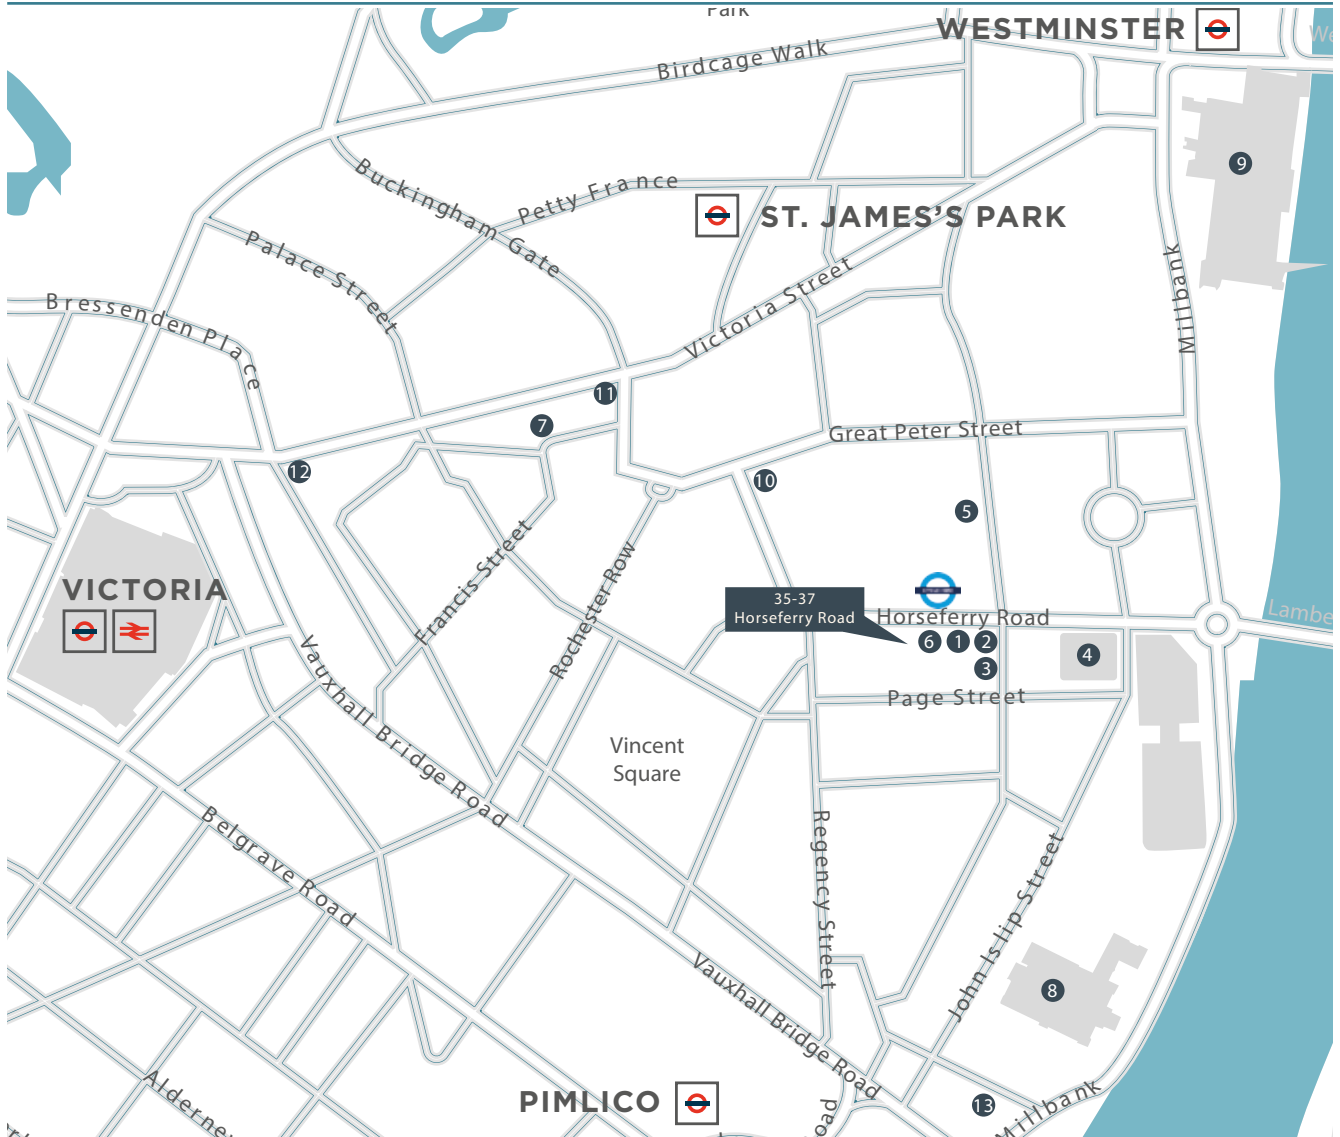 Park
WESTMINSTER
Birdcage Walk
9
Buckingham Gate
Petty France
ST. JAMES'S PARK
Palace Street
Millbank
Bressenden Place
Victoria Street
11
7
Great Peter Street
12
10
5
VICTORIA
Francis Street
Rochester Row
35-37
Horseferry Road
Horseferry Road
6
1
2
3
4
Page Street
Vauxhall Bridge Road
Vincent
Square
Belgrave Road
Regency Street
John Islip Street
Vauxhall Bridge Road
8
PIMLICO
13
Millbank